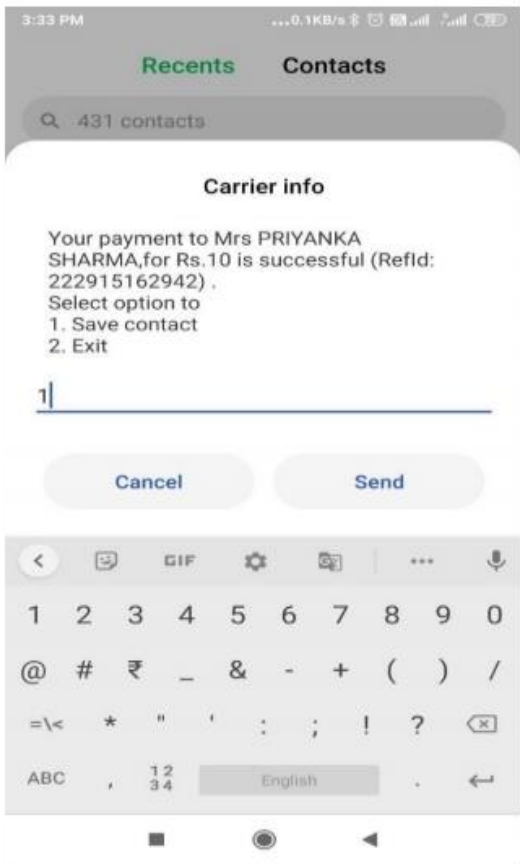 3:33 PM ...0.1KB/s
Recents Contacts
431 contacts
Carrier info
Your payment to Mrs PRIYANKA
SHARMA,for Rs.10 is successful (RefId:
222915162942) .
Select option to
1. Save contact
2. Exit
1
Cancel Send
GIF
1 2 3 4 5 6 7 8 9 0
@ # ₹ _ & - + ( ) /
=\< * " ' : ; ! ?
ABC , 12 English .
34